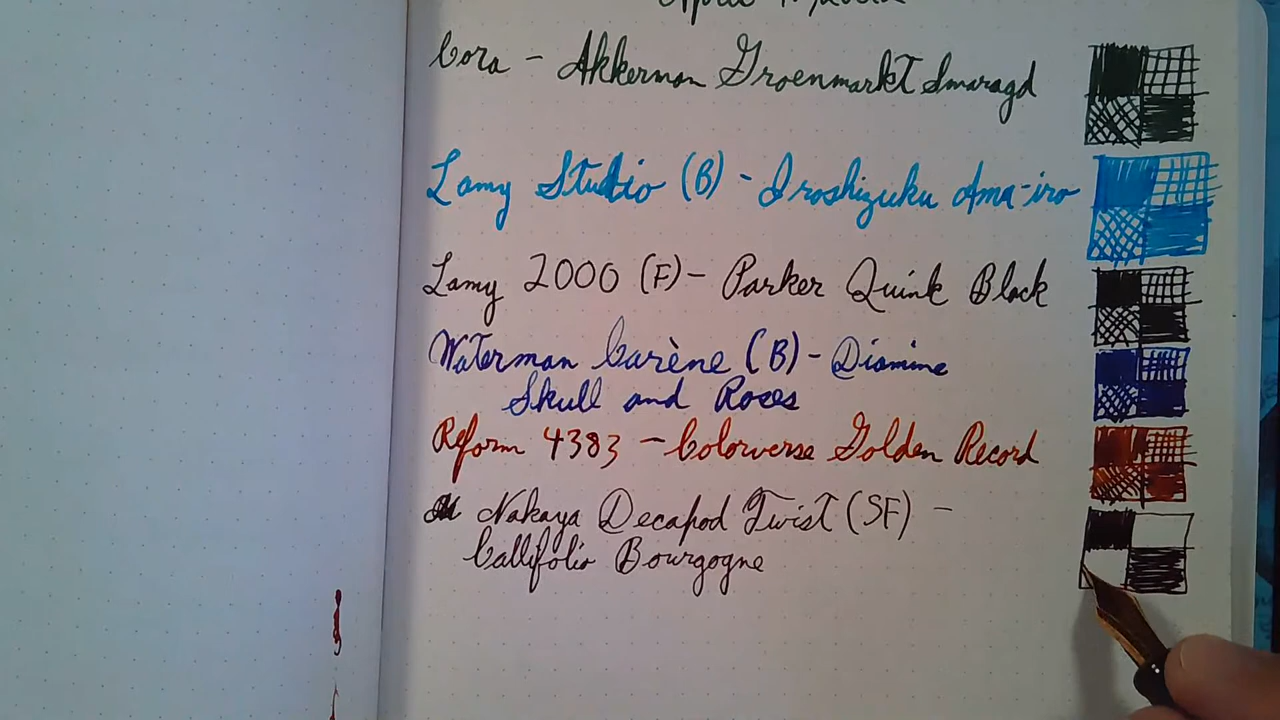 Cora - Akkerman Groenmarkt Smaragd
Lamy Studio (B) - Iroshizuku Ama-iro
Lamy 2000 (F) - Parker Quink Black
Waterman Carène (B) - Diamine
Skull and Roses
Reform 4383 - Colorverse Golden Record
Nakaya Decapod Twist (SF) -
Callifolio Bourgogne